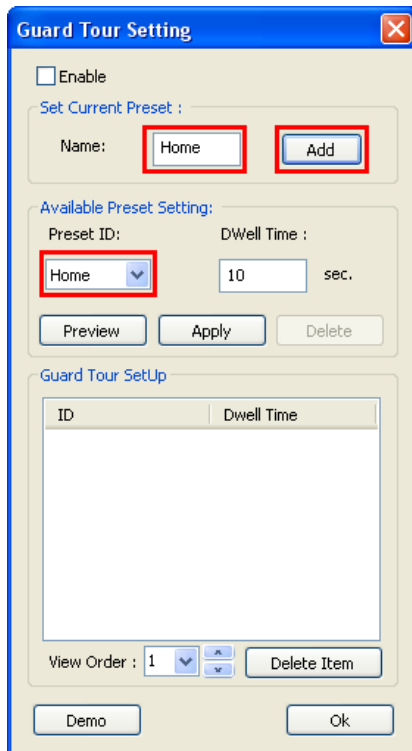 Guard Tour Setting
Enable
Set Current Preset :
Name: Home Add
Available Preset Setting:
Preset ID: DWell Time :
Home 10 sec.
Preview Apply Delete
Guard Tour SetUp
ID Dwell Time
View Order : 1 Delete Item
Demo Ok